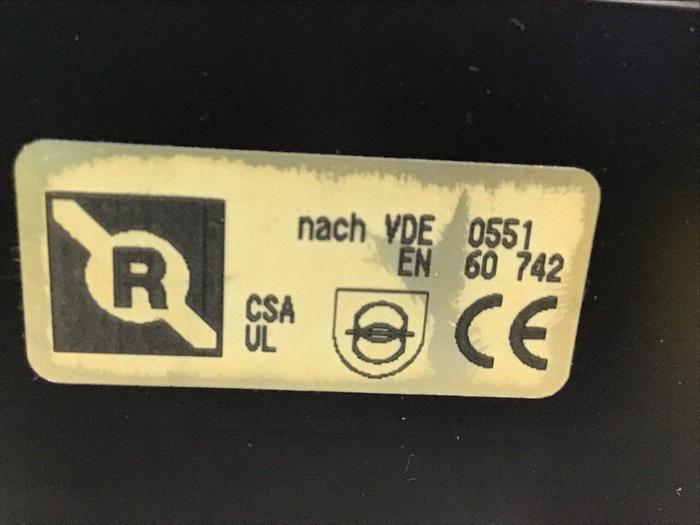 R
nach VDE 0551
EN 60 742
CSA
UL
CE